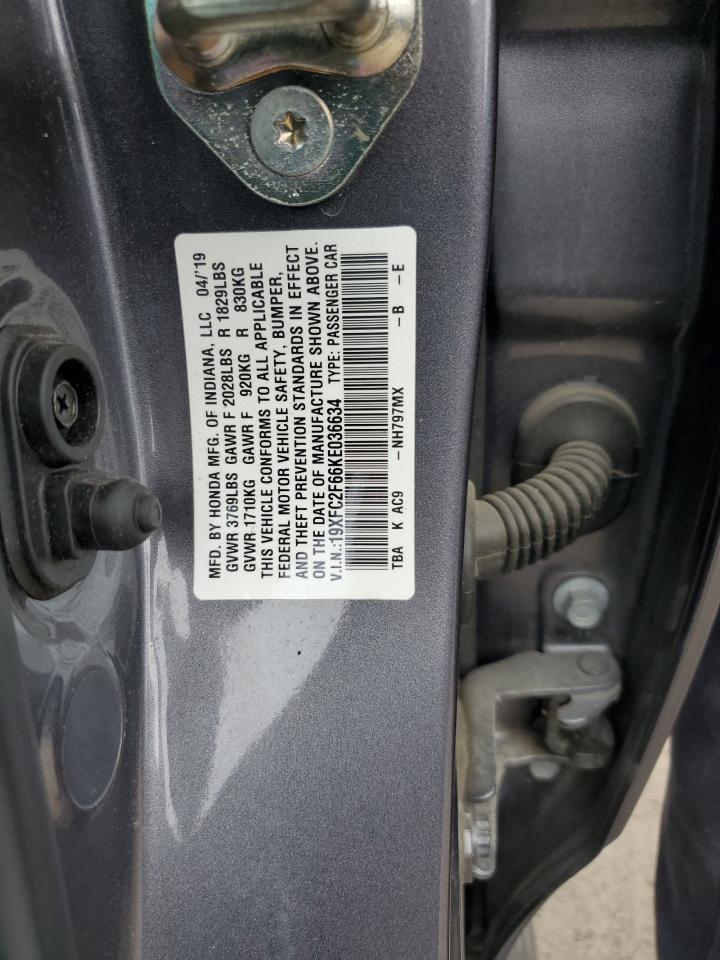 MFD. BY HONDA MFG. OF INDIANA, LLC 04/'19
GVWR 3769LBS GAWR F 2028LBS R 1829LBS
GVWR 1710KG GAWR F 920KG R 830KG
THIS VEHICLE CONFORMS TO ALL APPLICABLE
FEDERAL MOTOR VEHICLE SAFETY, BUMPER,
AND THEFT PREVENTION STANDARDS IN EFFECT
ON THE DATE OF MANUFACTURE SHOWN ABOVE.
V.I.N.:19XFC2F66KE036634 TYPE: PASSENGER CAR
TBA K AC9 -NH797MX -B -E